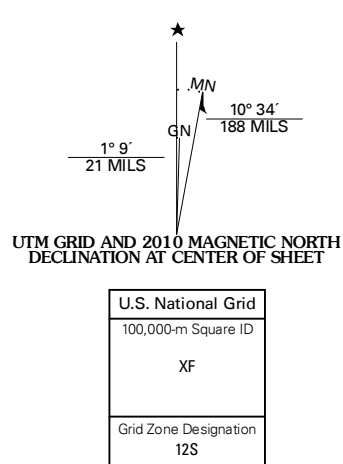 ★
MN
10° 34´
188 MILS
GN
1° 9´
21 MILS
UTM GRID AND 2010 MAGNETIC NORTH
DECLINATION AT CENTER OF SHEET
U.S. National Grid
100,000-m Square ID
XF
Grid Zone Designation
12S